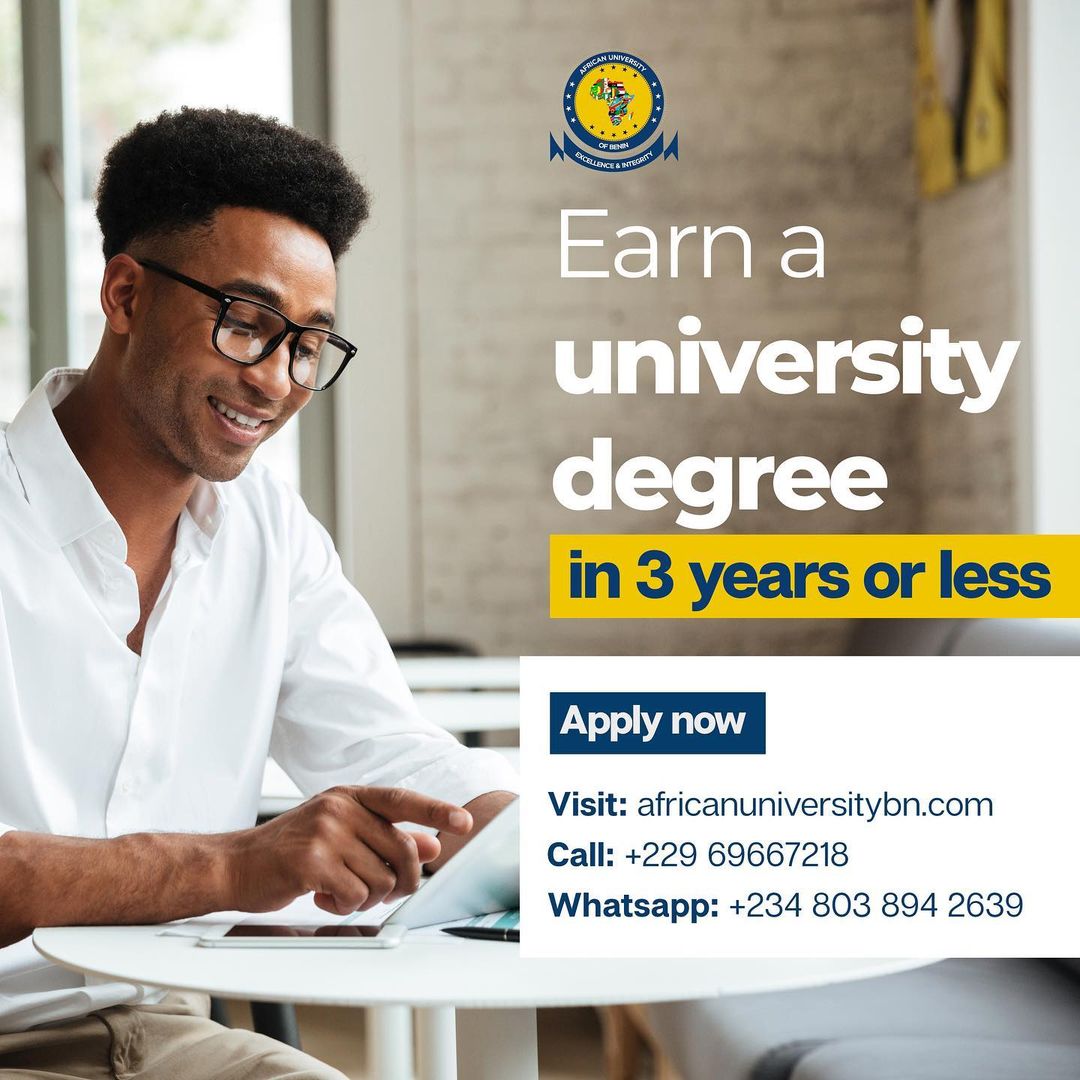 AFRICAN UNIVERSITY
OF BENIN
EXCELLENCE & INTEGRITY
Earn a
university
degree
in 3 years or less
Apply now
Visit: africanuniversitybn.com
Call: +229 69667218
Whatsapp: +234 803 894 2639